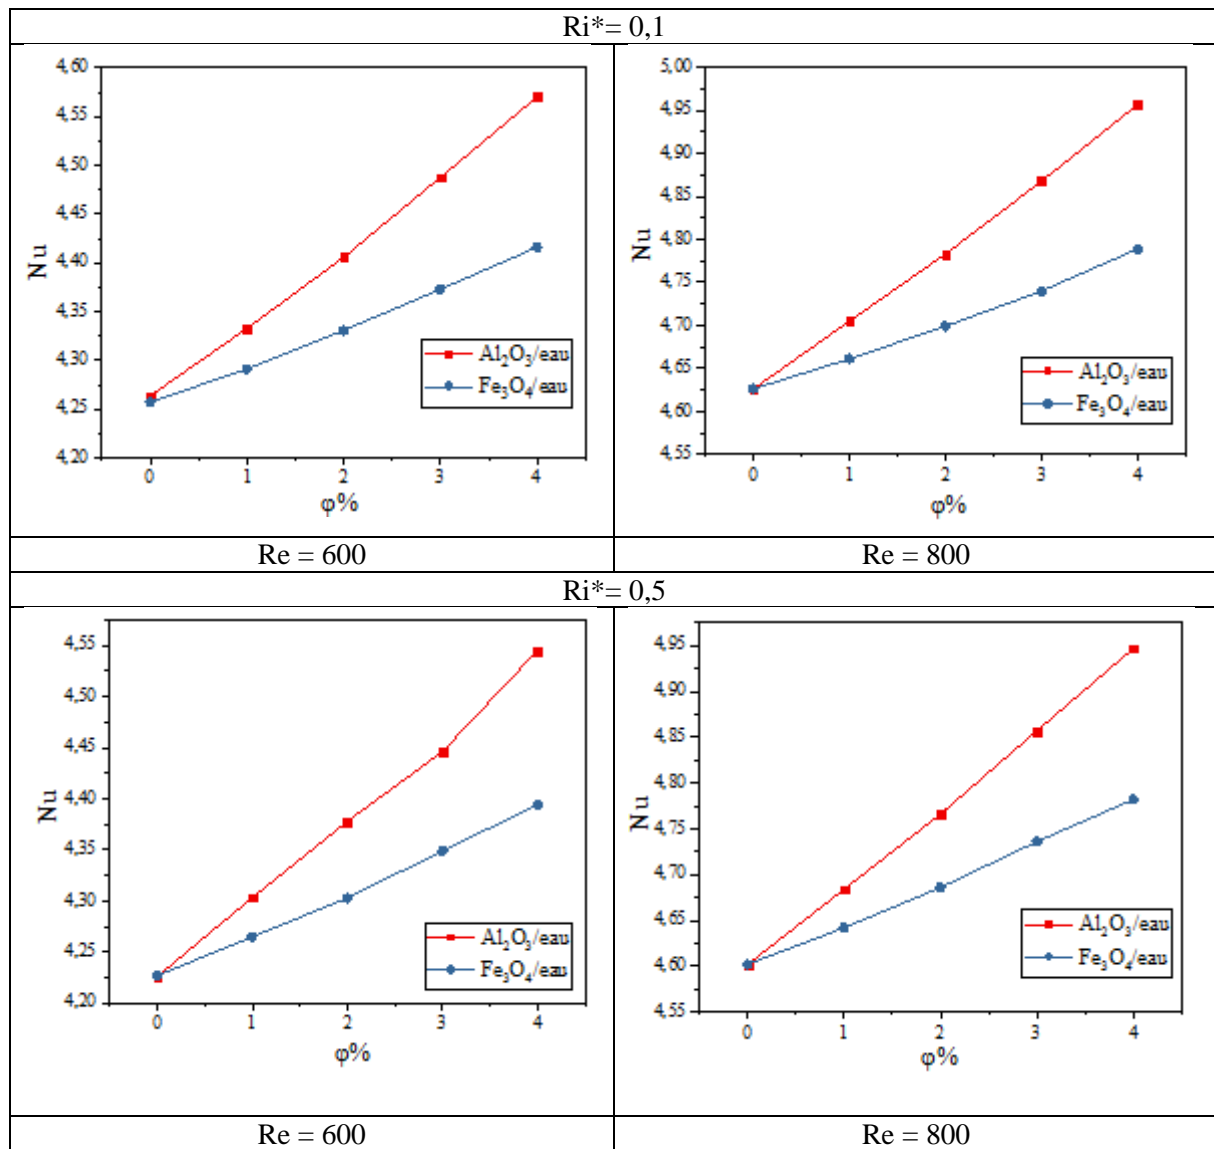 Ri*= 0,1
4,60
4,55
4,50
4,45
4,40
4,35
4,30
4,25
4,20
Nu
0 1 2 3 4
φ%
Al₂O₃/eau
Fe₃O₄/eau
5,00
4,95
4,90
4,85
4,80
4,75
4,70
4,65
4,60
4,55
Nu
0 1 2 3 4
φ%
Al₂O₃/eau
Fe₃O₄/eau
Re = 600
Re = 800
Ri*= 0,5
4,55
4,50
4,45
4,40
4,35
4,30
4,25
4,20
Nu
0 1 2 3 4
φ%
Al₂O₃/eau
Fe₃O₄/eau
4,95
4,90
4,85
4,80
4,75
4,70
4,65
4,60
4,55
Nu
0 1 2 3 4
φ%
Al₂O₃/eau
Fe₃O₄/eau
Re = 600
Re = 800